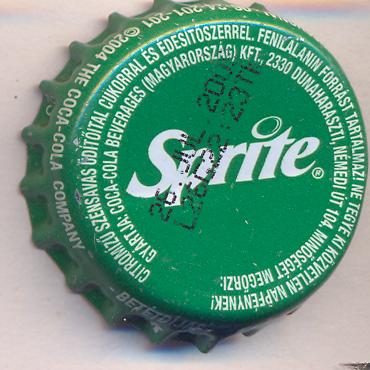 CITROMÍZŰ SZÉNSAVAS ÜDÍTŐITAL CUKORRAL ÉS ÉDESÍTŐSZERREL. FENILALANIN FORRÁST TARTALMAZ! NE TEGYE KI KÖZVETLEN NAPFÉNYNEK!
GYÁRTJA: COCA-COLA BEVERAGES (MAGYARORSZÁG) KFT. 2330 DUNAHARASZTI, NÉMEDI ÚT 104. MINŐSÉGÉT MEGŐRZI:
Sprite®
©2004 THE COCA-COLA COMPANY